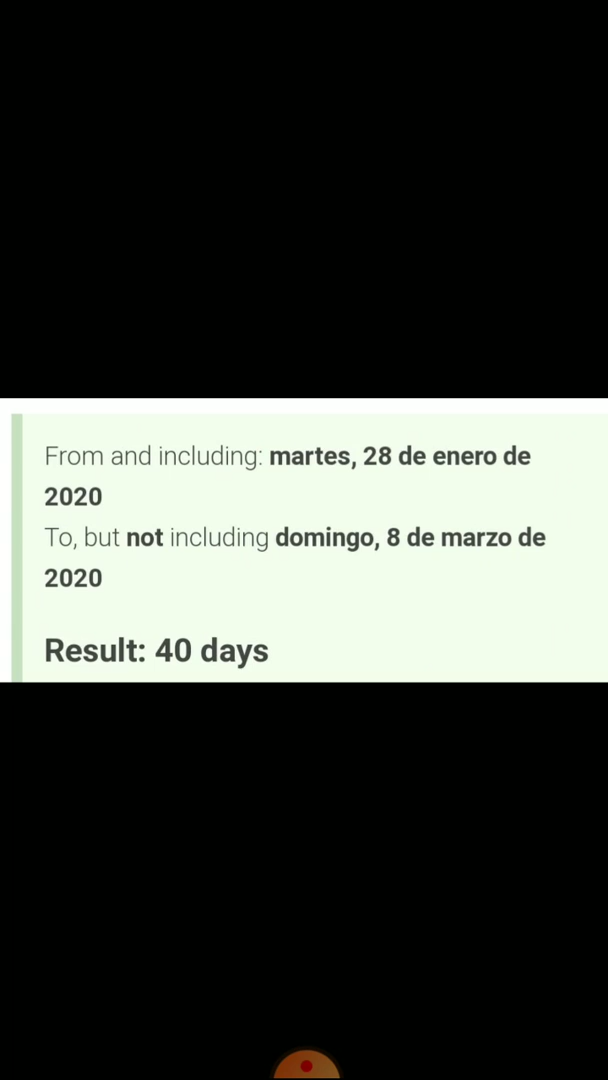 From and including: martes, 28 de enero de
2020
To, but not including domingo, 8 de marzo de
2020
Result: 40 days